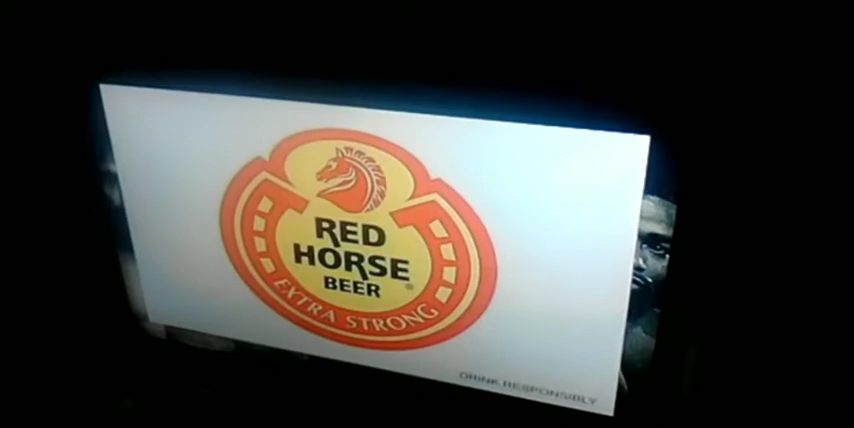 RED
HORSE
BEER
®
EXTRA STRONG
DRINK RESPONSIBLY